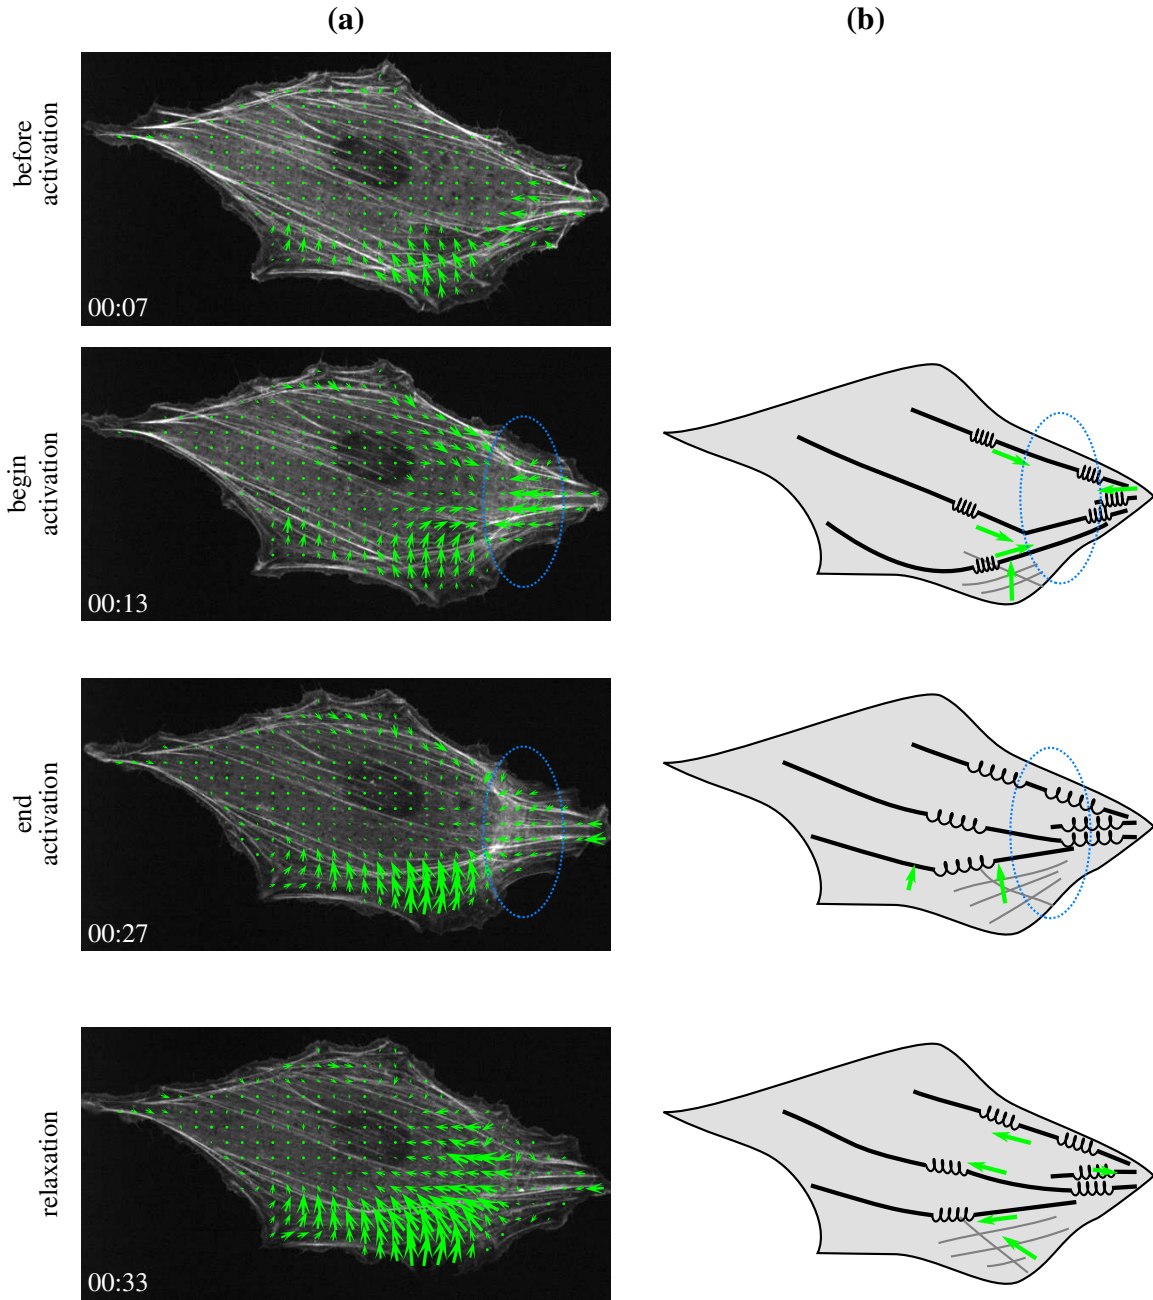 (a)
(b)
before
activation
00:07
begin
activation
00:13
end
activation
00:27
relaxation
00:33